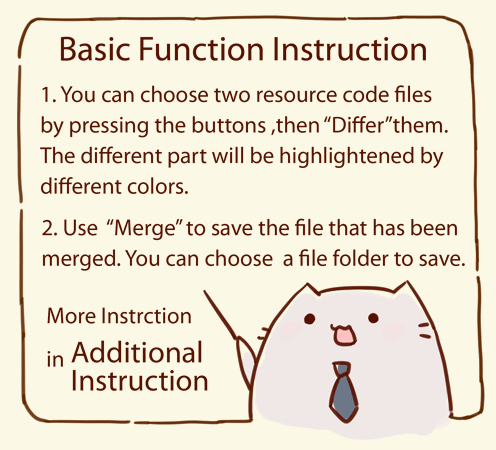 Basic Function Instruction
1. You can choose two resource code files
by pressing the buttons ,then “Differ”them.
The different part will be highlightened by
different colors.
2. Use “Merge” to save the file that has been
merged. You can choose a file folder to save.
More Instrction
in Additional
Instruction